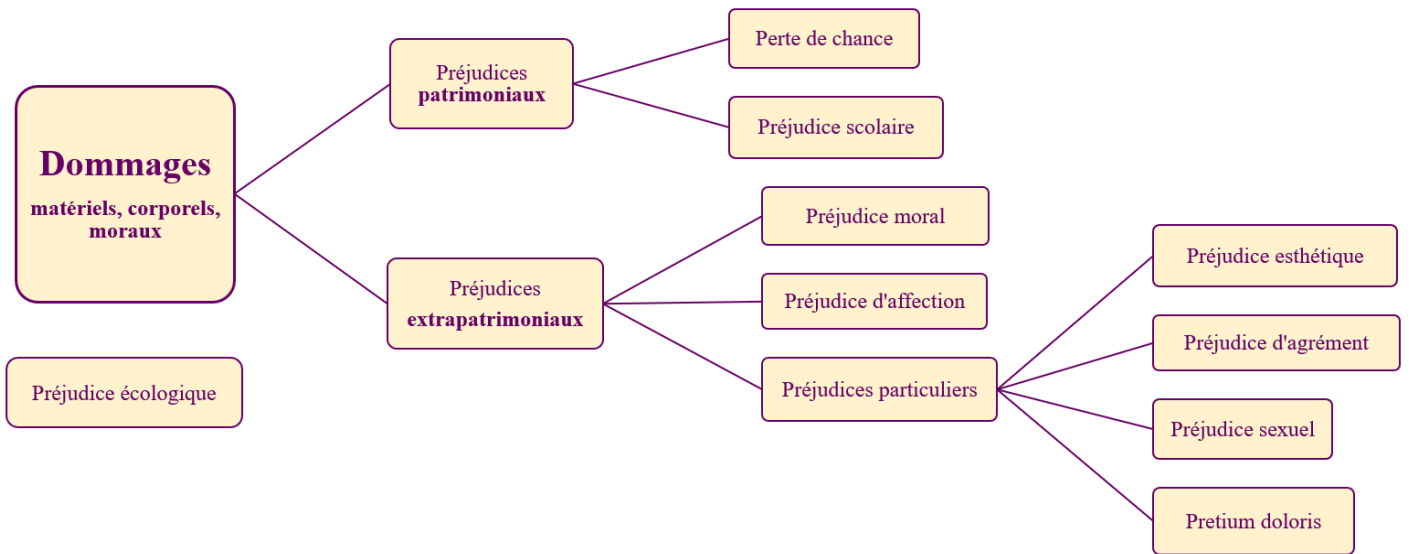 Dommages
matériels, corporels,
moraux
Préjudice écologique
Préjudices
patrimoniaux
Préjudices
extrapatrimoniaux
Perte de chance
Préjudice scolaire
Préjudice moral
Préjudice d'affection
Préjudices particuliers
Préjudice esthétique
Préjudice d'agrément
Préjudice sexuel
Pretium doloris